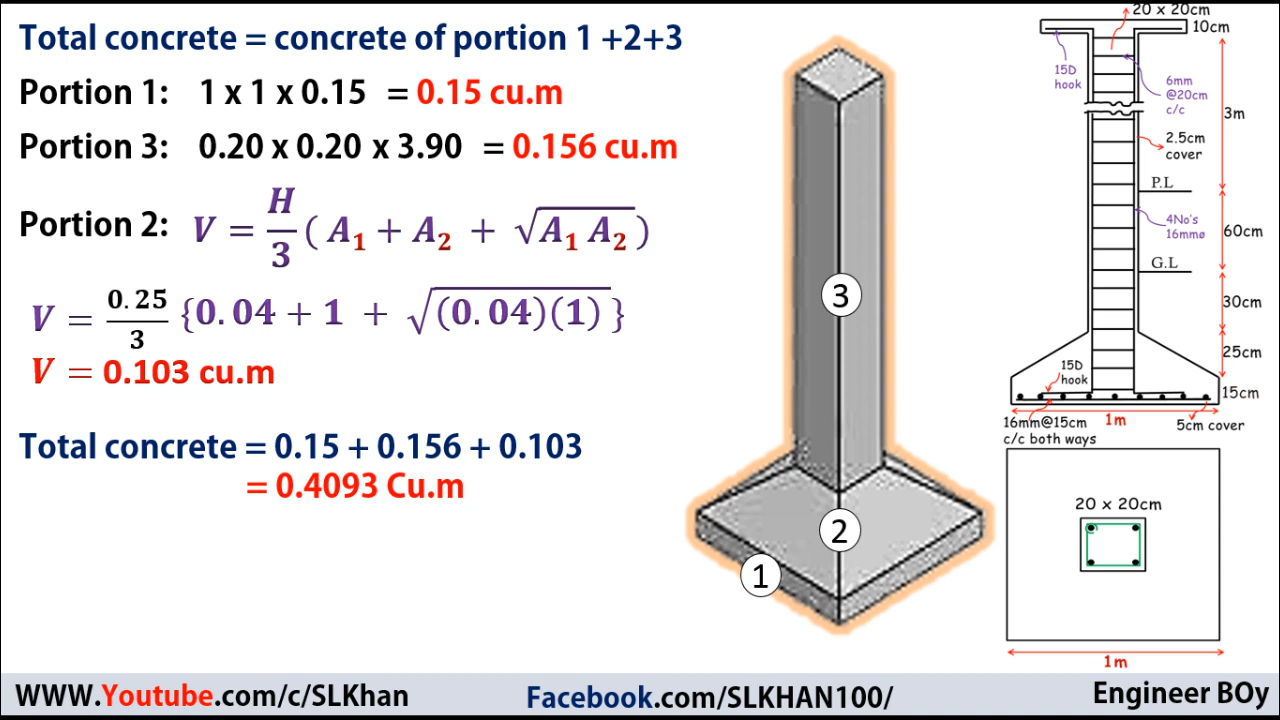 Total concrete = concrete of portion 1 +2+3
Portion 1: 1 x 1 x 0.15 = 0.15 cu.m
Portion 3: 0.20 x 0.20 x 3.90 = 0.156 cu.m
Portion 2: V = H/3 ( A₁ + A₂ + √A₁ A₂ )
V = 0.25/3 {0.04 + 1 + √(0.04)(1) }
V = 0.103 cu.m
Total concrete = 0.15 + 0.156 + 0.103
= 0.4093 Cu.m
3
2
1
20 x 20cm
10cm
15D
hook
6mm
@20cm
c/c
3m
2.5cm
cover
P.L
4No's
16mmø
60cm
G.L
30cm
25cm
15D
hook
15cm
16mm@15cm
c/c both ways
1m
5cm cover
20 x 20cm
1m
WWW.Youtube.com/c/SLKhan
Facebook.com/SLKHAN100/
Engineer BOy